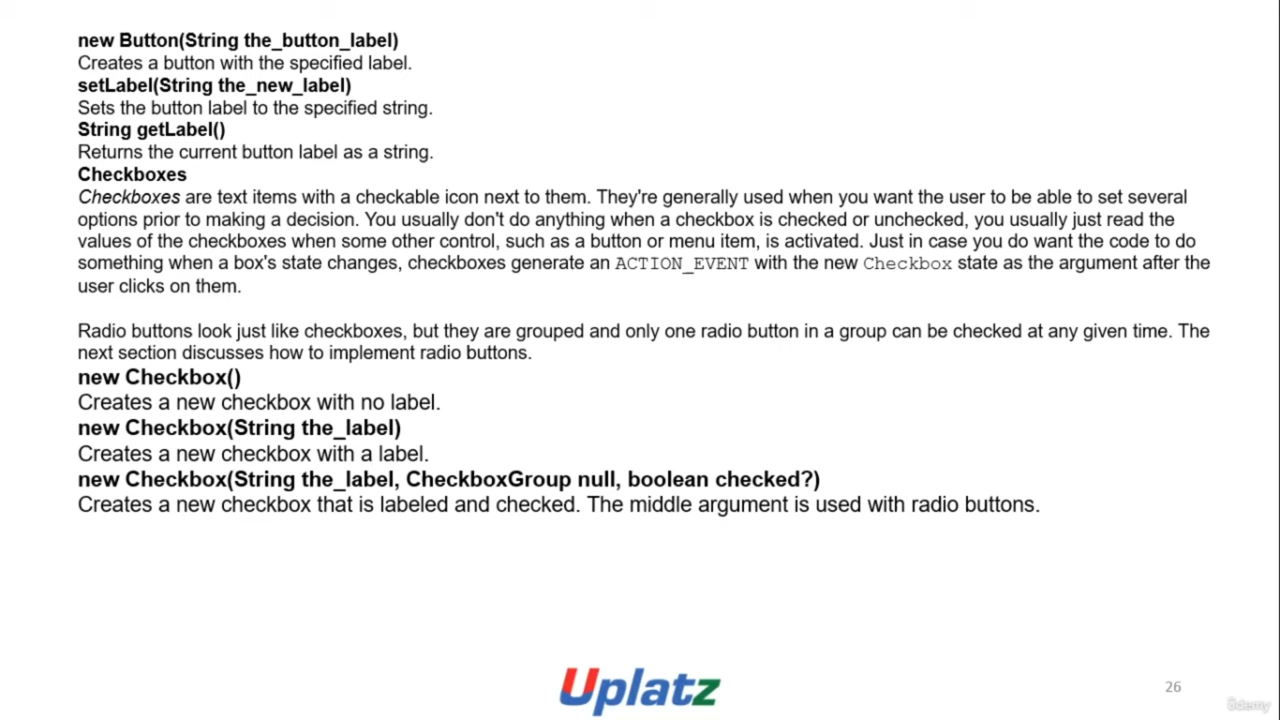 new Button(String the_button_label)
Creates a button with the specified label.
setLabel(String the_new_label)
Sets the button label to the specified string.
String getLabel()
Returns the current button label as a string.
Checkboxes
Checkboxes are text items with a checkable icon next to them. They're generally used when you want the user to be able to set several
options prior to making a decision. You usually don't do anything when a checkbox is checked or unchecked, you usually just read the
values of the checkboxes when some other control, such as a button or menu item, is activated. Just in case you do want the code to do
something when a box's state changes, checkboxes generate an ACTION_EVENT with the new Checkbox state as the argument after the
user clicks on them.
Radio buttons look just like checkboxes, but they are grouped and only one radio button in a group can be checked at any given time. The
next section discusses how to implement radio buttons.
new Checkbox()
Creates a new checkbox with no label.
new Checkbox(String the_label)
Creates a new checkbox with a label.
new Checkbox(String the_label, CheckboxGroup null, boolean checked?)
Creates a new checkbox that is labeled and checked. The middle argument is used with radio buttons.
Uplatz
26
ûdemy